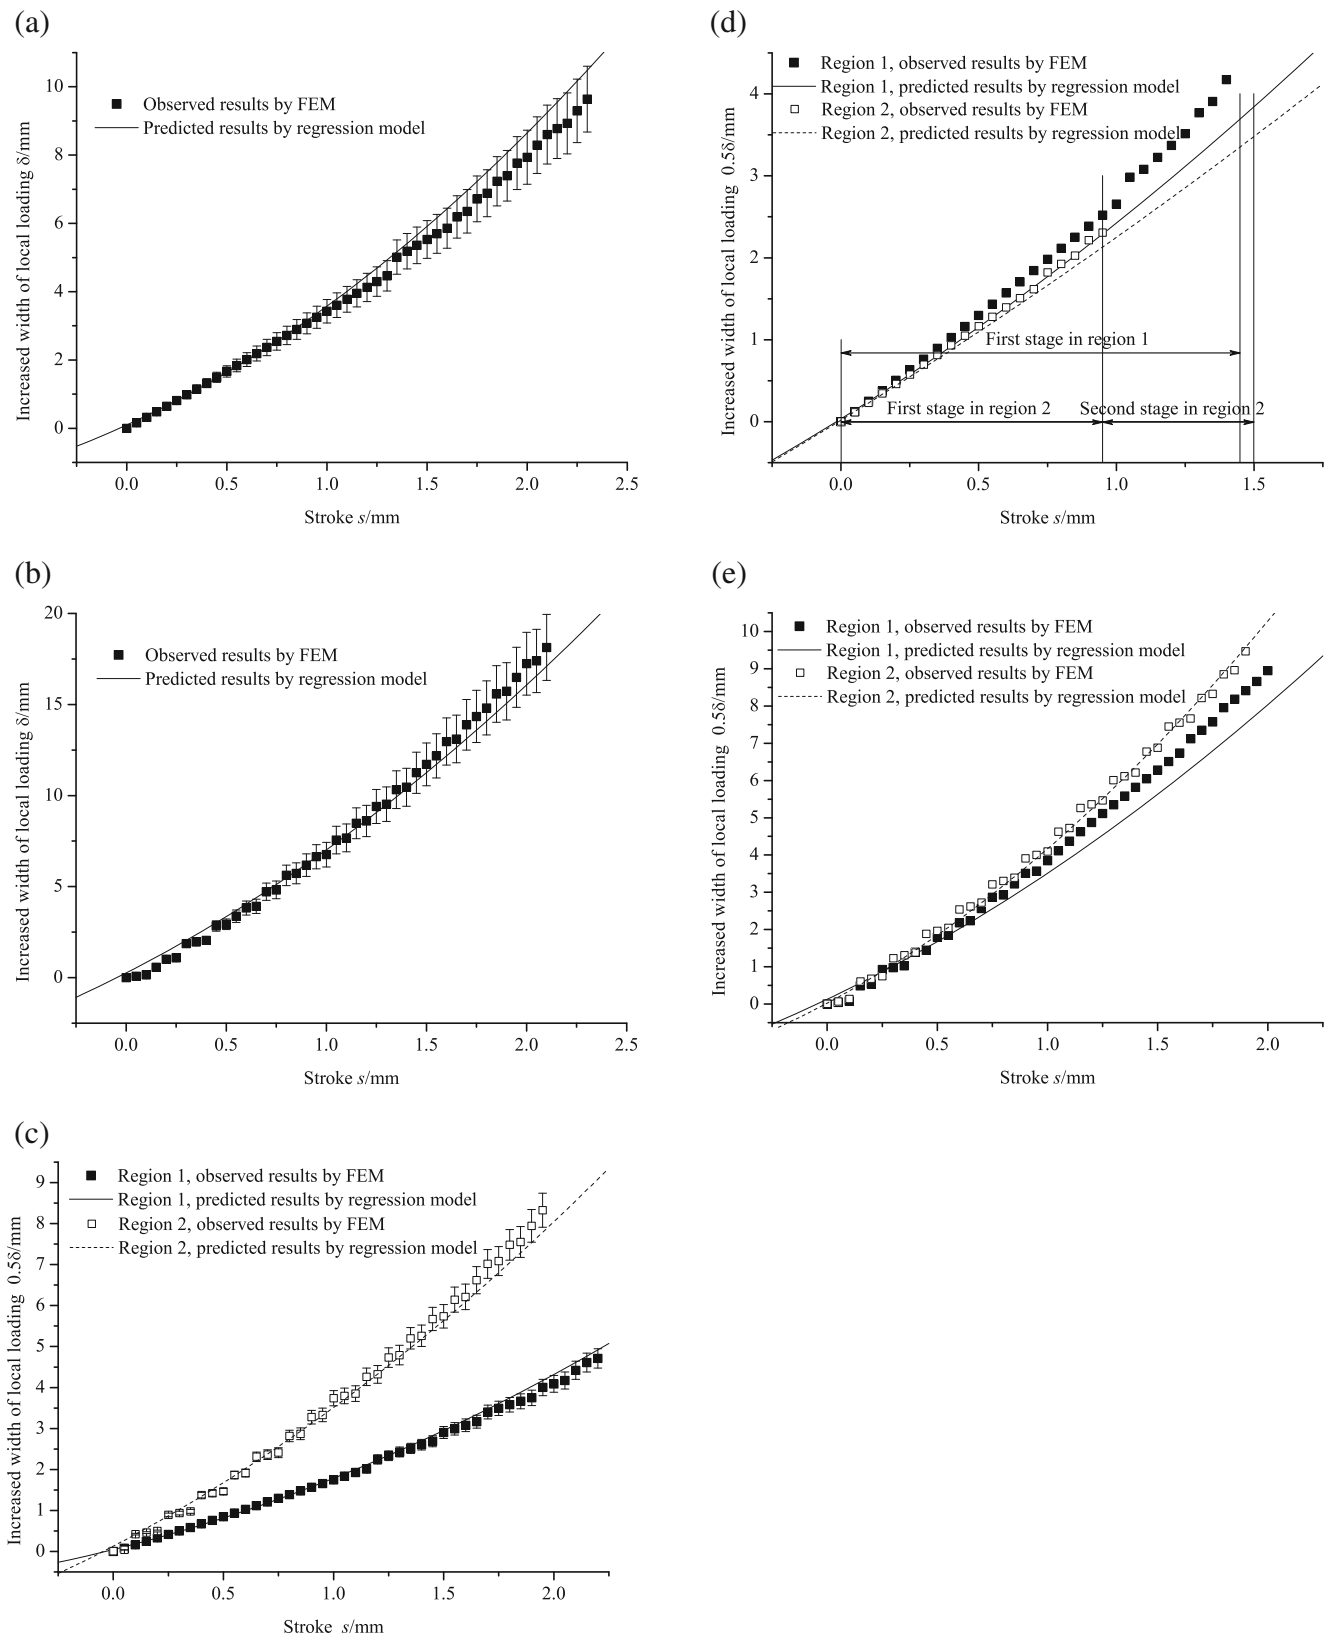 (a)
Observed results by FEM
Predicted results by regression model
Increased width of local loading δ/mm
10
8
6
4
2
0
0.0 0.5 1.0 1.5 2.0 2.5
Stroke s/mm
(d)
Region 1, observed results by FEM
Region 1, predicted results by regression model
Region 2, observed results by FEM
Region 2, predicted results by regression model
Increased width of local loading 0.5δ/mm
4
3
2
1
0
First stage in region 1
First stage in region 2
Second stage in region 2
0.0 0.5 1.0 1.5
Stroke s/mm
(b)
Observed results by FEM
Predicted results by regression model
Increased width of local loading δ/mm
20
15
10
5
0
0.0 0.5 1.0 1.5 2.0 2.5
Stroke s/mm
(e)
Region 1, observed results by FEM
Region 1, predicted results by regression model
Region 2, observed results by FEM
Region 2, predicted results by regression model
Increased width of local loading 0.5δ/mm
10
9
8
7
6
5
4
3
2
1
0
0.0 0.5 1.0 1.5 2.0
Stroke s/mm
(c)
Region 1, observed results by FEM
Region 1, predicted results by regression model
Region 2, observed results by FEM
Region 2, predicted results by regression model
Increased width of local loading 0.5δ/mm
9
8
7
6
5
4
3
2
1
0
0.0 0.5 1.0 1.5 2.0
Stroke s/mm